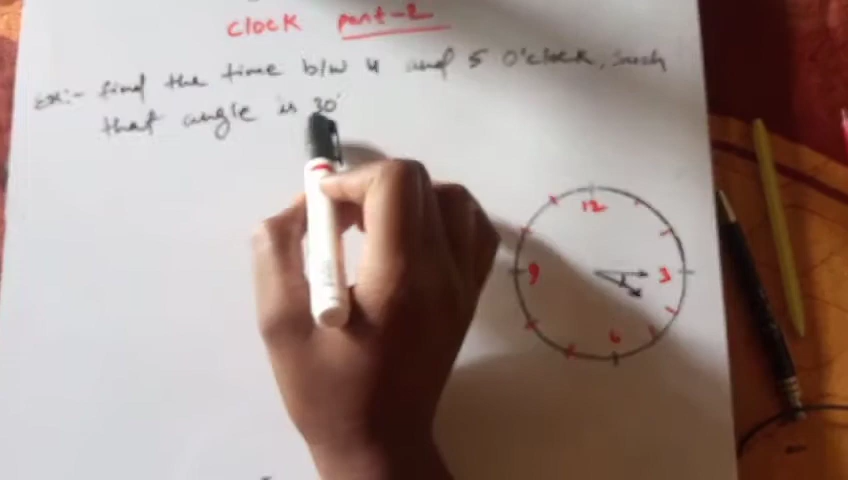 clock part-2
Ex:- find the time b/w 4 and 5 O'clock, such
that angle is 30°
12
9
3
6